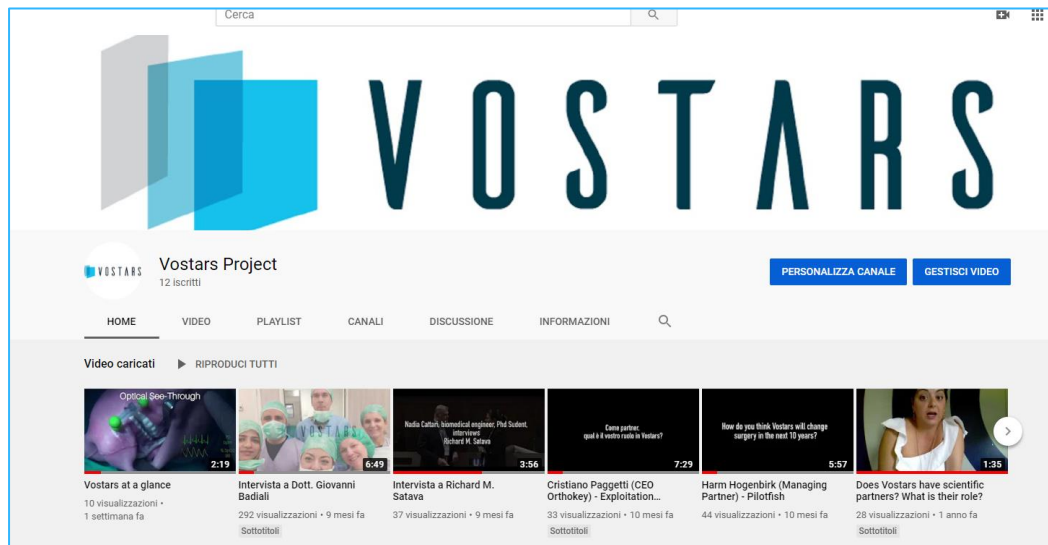 Cerca
VOSTARS
VOSTARS
Vostars Project
12 iscritti
PERSONALIZZA CANALE
GESTISCI VIDEO
HOME
VIDEO
PLAYLIST
CANALI
DISCUSSIONE
INFORMAZIONI
Video caricati
RIPRODUCI TUTTI
Optical See-Through
2:19
VOSTARS
6:49
Nadia Cattari, biomedical engineer, Phd Sudent,
interviews
Richard M. Satava
3:56
Come partner,
qual è il vostro ruolo in Vostars?
7:29
How do you think Vostars will change
surgery in the next 10 years?
5:57
1:35
Vostars at a glance
10 visualizzazioni •
1 settimana fa
Intervista a Dott. Giovanni
Badiali
292 visualizzazioni • 9 mesi fa
Sottotitoli
Intervista a Richard M.
Satava
37 visualizzazioni • 9 mesi fa
Cristiano Paggetti (CEO
Orthokey) - Exploitation...
33 visualizzazioni • 10 mesi fa
Sottotitoli
Harm Hogenbirk (Managing
Partner) - Pilotfish
44 visualizzazioni • 10 mesi fa
Does Vostars have scientific
partners? What is their role?
28 visualizzazioni • 1 anno fa
Sottotitoli